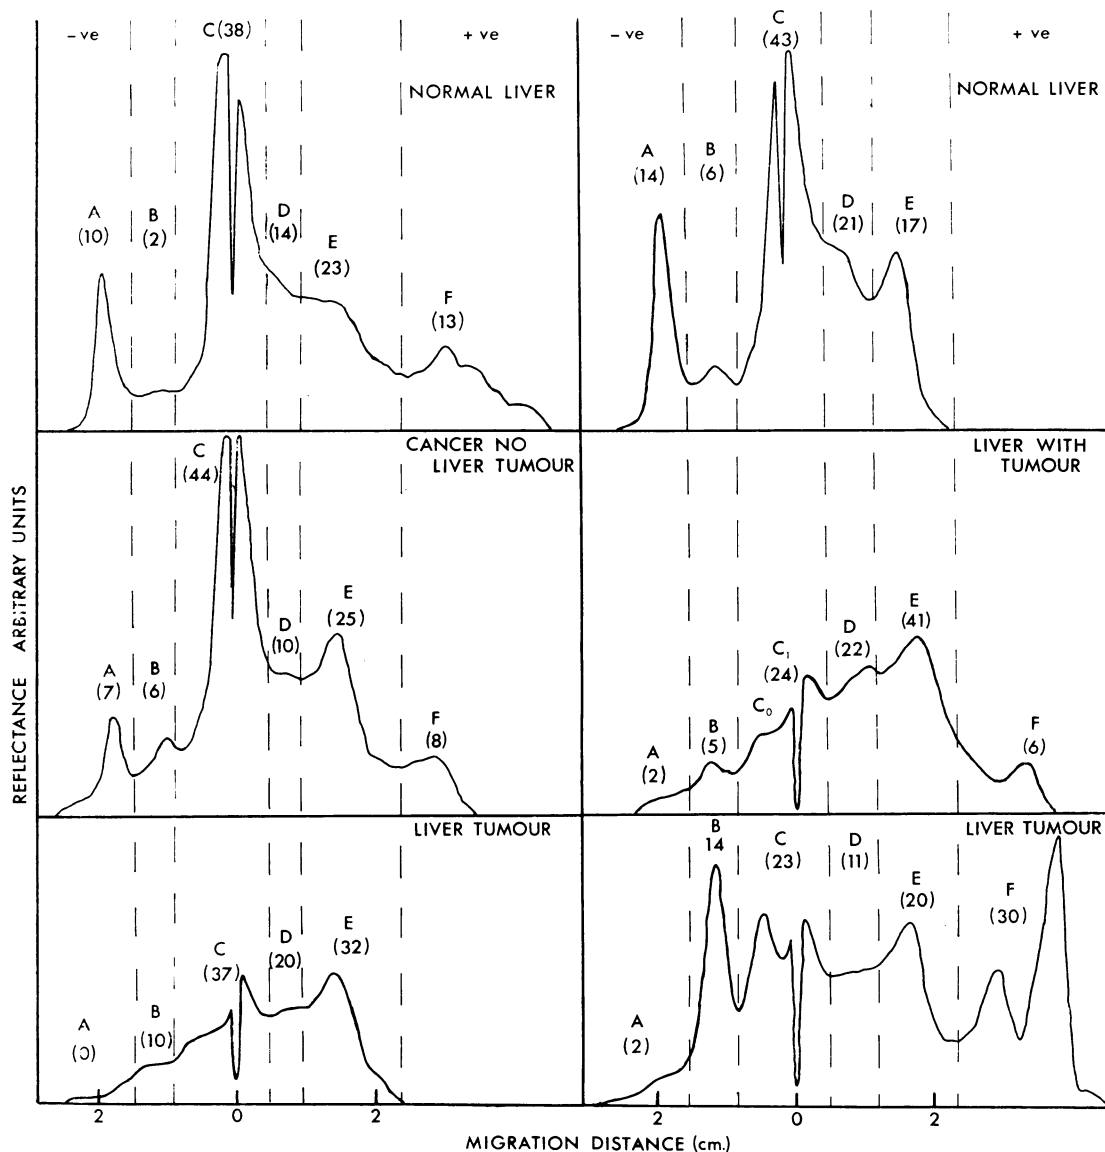 – ve
C(38)
+ ve
NORMAL LIVER
A
(10)
B
(2)
D
(14)
E
(23)
F
(13)
– ve
C
(43)
+ ve
NORMAL LIVER
A
(14)
B
(6)
D
(21)
E
(17)
CANCER NO
LIVER TUMOUR
C
(44)
A
(7)
B
(6)
D
(10)
E
(25)
F
(8)
LIVER WITH
TUMOUR
A
(2)
B
(5)
C₀
C₁
(24)
D
(22)
E
(41)
F
(6)
LIVER TUMOUR
A
(0)
B
(10)
C
(37)
D
(20)
E
(32)
2
0
2
LIVER TUMOUR
A
(2)
B
14
C
(23)
D
(11)
E
(20)
F
(30)
2
0
2
REFLECTANCE ARBITRARY UNITS
MIGRATION DISTANCE (cm.)